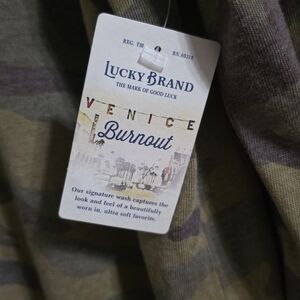 REG. TM RN 80318
LUCKY BRAND
THE MARK OF GOOD LUCK
VENICE
Burnout
Our signature wash captures the
look and feel of a beautifully
worn-in, ultra soft favorite.